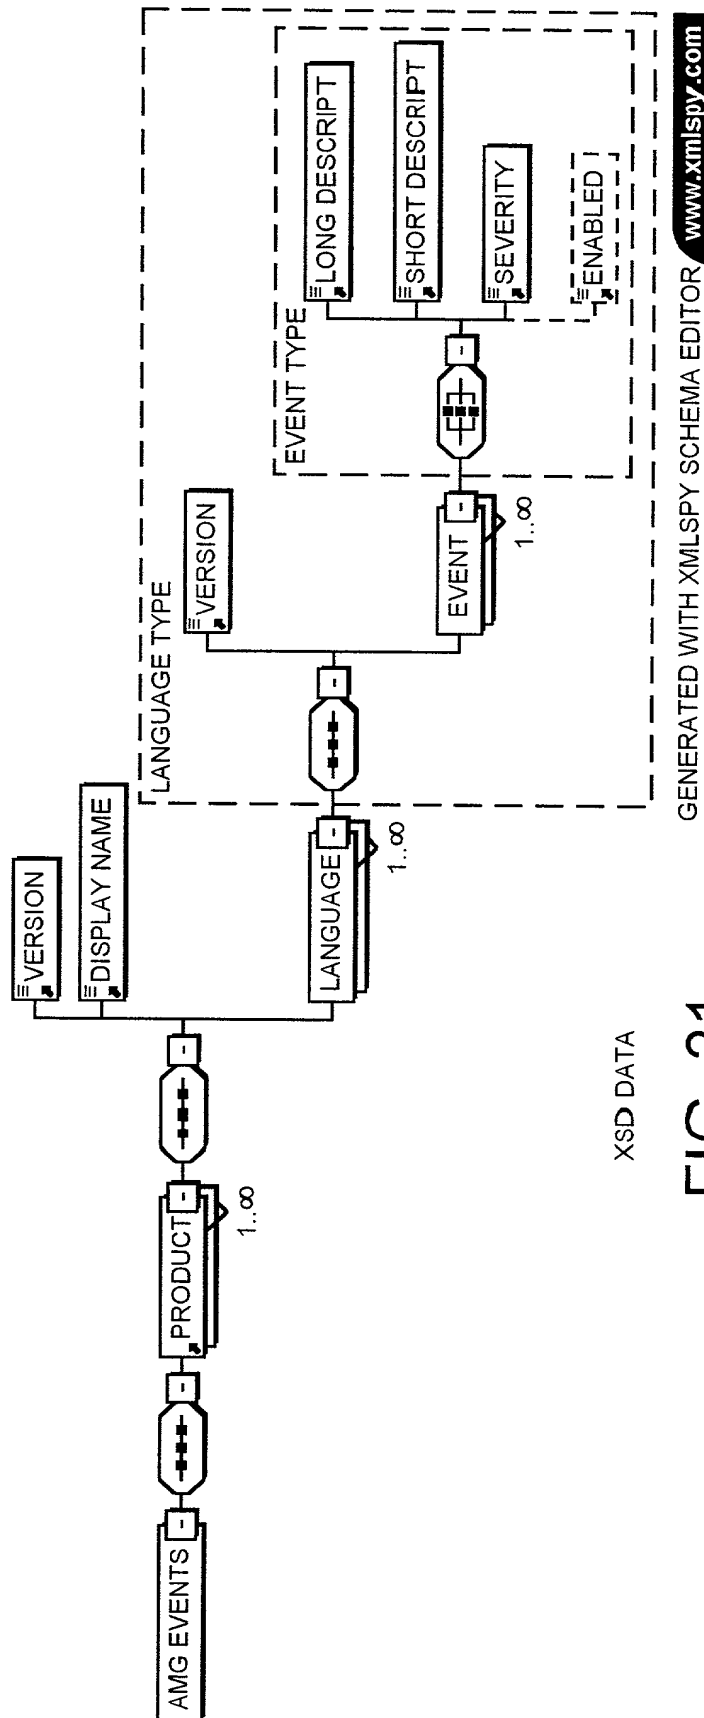 AMG EVENTS
PRODUCT
1..∞
VERSION
DISPLAY NAME
LANGUAGE
1..∞
LANGUAGE TYPE
VERSION
EVENT
1..∞
EVENT TYPE
LONG DESCRIPT
SHORT DESCRIPT
SEVERITY
ENABLED
GENERATED WITH XMLSPY SCHEMA EDITOR www.xmlspy.com
XSD DATA
FIG. 21